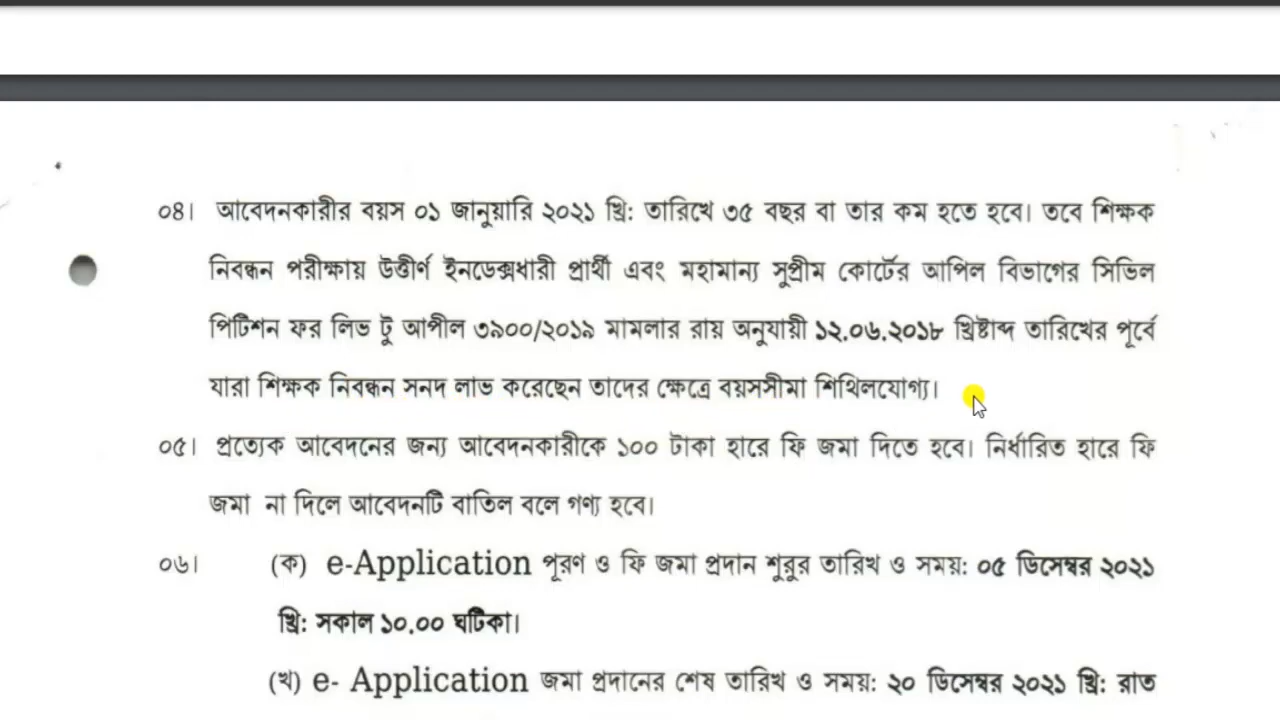 ০৪। আবেদনকারীর বয়স ০১ জানুয়ারি ২০২১ খ্রি: তারিখে ৩৫ বছর বা তার কম হতে হবে। তবে শিক্ষক
নিবন্ধন পরীক্ষায় উত্তীর্ণ ইনডেক্সধারী প্রার্থী এবং মহামান্য সুপ্রীম কোর্টের আপিল বিভাগের সিভিল
পিটিশন ফর লিভ টু আপীল ৩৯০০/২০১৯ মামলার রায় অনুযায়ী ১২.০৬.২০১৮ খ্রিষ্টাব্দ তারিখের পূর্বে
যারা শিক্ষক নিবন্ধন সনদ লাভ করেছেন তাদের ক্ষেত্রে বয়সসীমা শিথিলযোগ্য।
০৫। প্রত্যেক আবেদনের জন্য আবেদনকারীকে ১০০ টাকা হারে ফি জমা দিতে হবে। নির্ধারিত হারে ফি
জমা না দিলে আবেদনটি বাতিল বলে গণ্য হবে।
০৬। (ক) e-Application পূরণ ও ফি জমা প্রদান শুরুর তারিখ ও সময়: ০৫ ডিসেম্বর ২০২১
খ্রি: সকাল ১০.০০ ঘটিকা।
(খ) e- Application জমা প্রদানের শেষ তারিখ ও সময়: ২০ ডিসেম্বর ২০২১ খ্রি: রাত